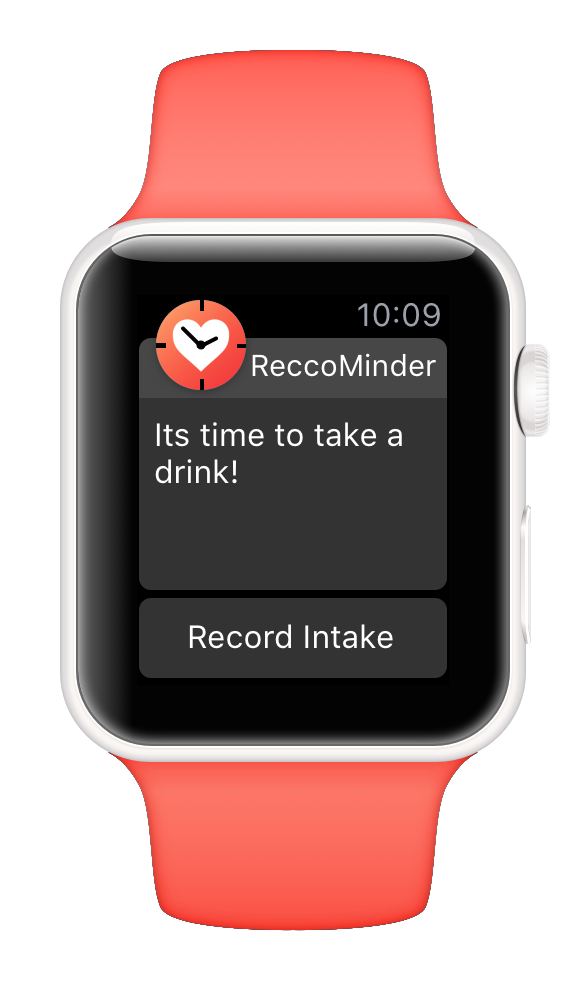 10:09
ReccoMinder
Its time to take a
drink!
Record Intake